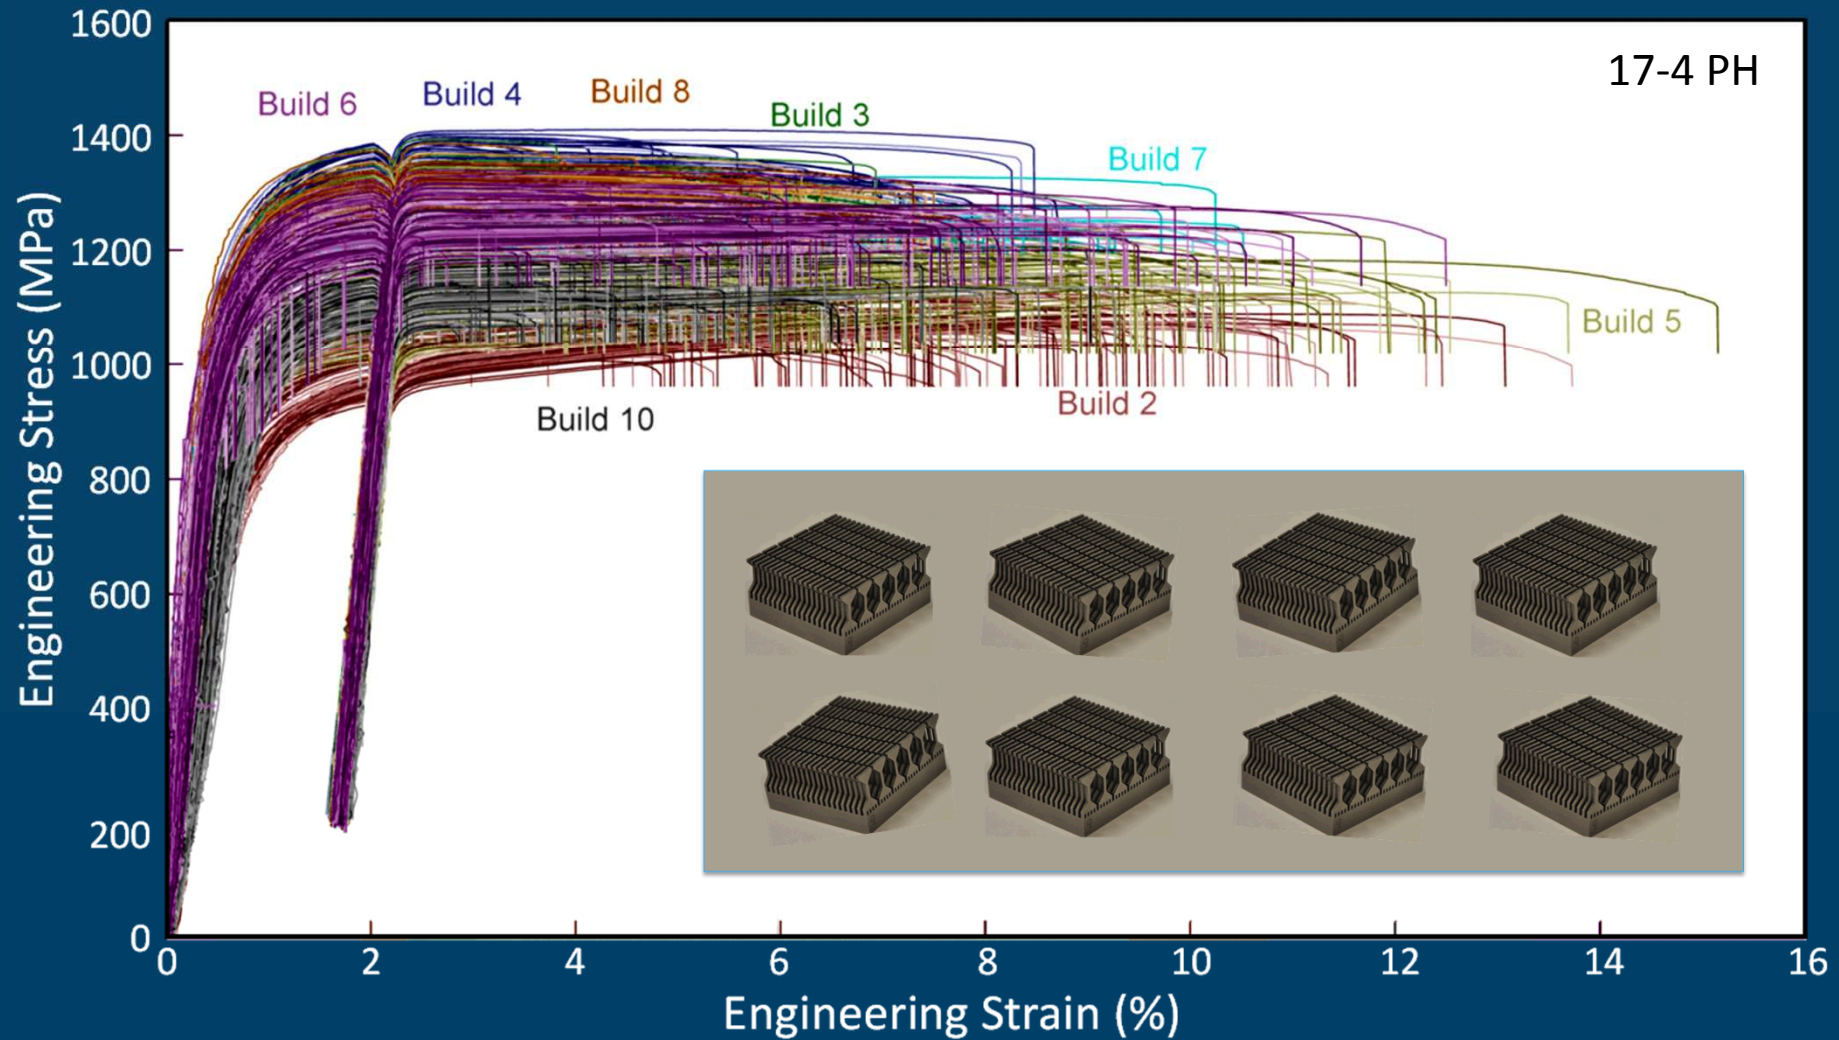 1600
1400
1200
1000
800
600
400
200
0
Engineering Stress (MPa)
17-4 PH
Build 6
Build 4
Build 8
Build 3
Build 7
Build 5
Build 2
Build 10
0 2 4 6 8 10 12 14 16
Engineering Strain (%)